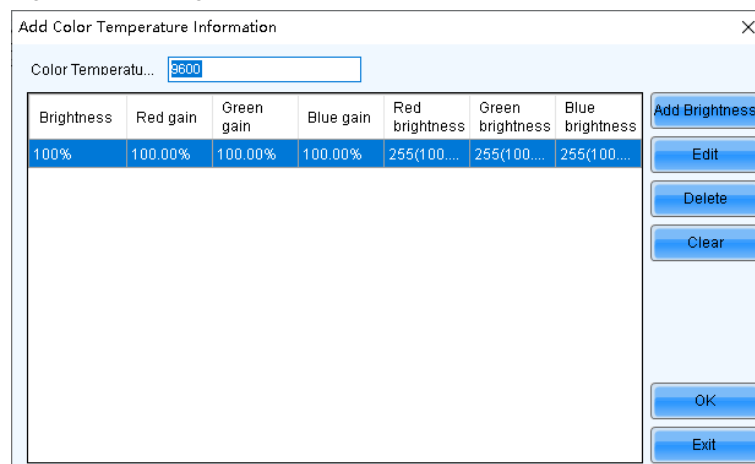 Add Color Temperature Information
Color Temperatu... 9600
Brightness Red gain Green gain Blue gain Red brightness Green brightness Blue brightness
100% 100.00% 100.00% 100.00% 255(100.... 255(100.... 255(100....
Add Brightness
Edit
Delete
Clear
OK
Exit